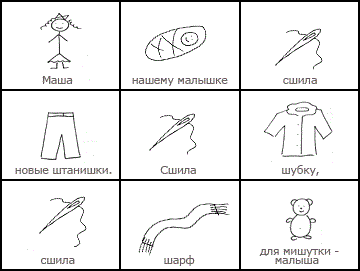 Маша
нашему малышке
сшила
новые штанишки.
Сшила
шубку,
сшила
шарф
для мишутки -
малыша